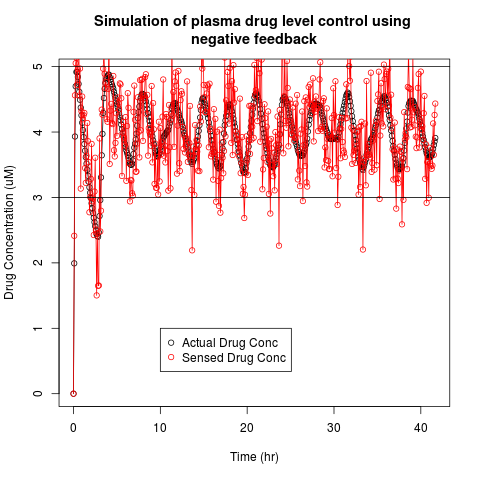 Simulation of plasma drug level control using
negative feedback
Drug Concentration (uM)
5
4
3
2
1
0
Actual Drug Conc
Sensed Drug Conc
0 10 20 30 40
Time (hr)